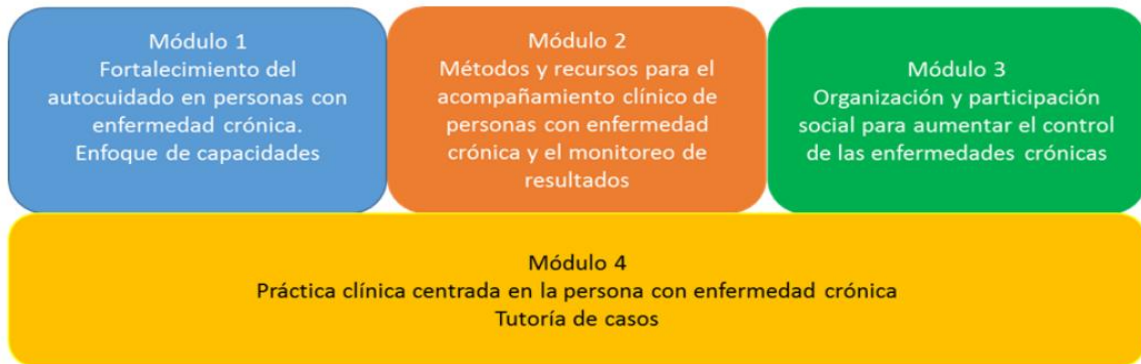 Módulo 1
Fortalecimiento del
autocuidado en personas con
enfermedad crónica.
Enfoque de capacidades
Módulo 2
Métodos y recursos para el
acompañamiento clínico de
personas con enfermedad
crónica y el monitoreo de
resultados
Módulo 3
Organización y participación
social para aumentar el control
de las enfermedades crónicas
Módulo 4
Práctica clínica centrada en la persona con enfermedad crónica
Tutoría de casos